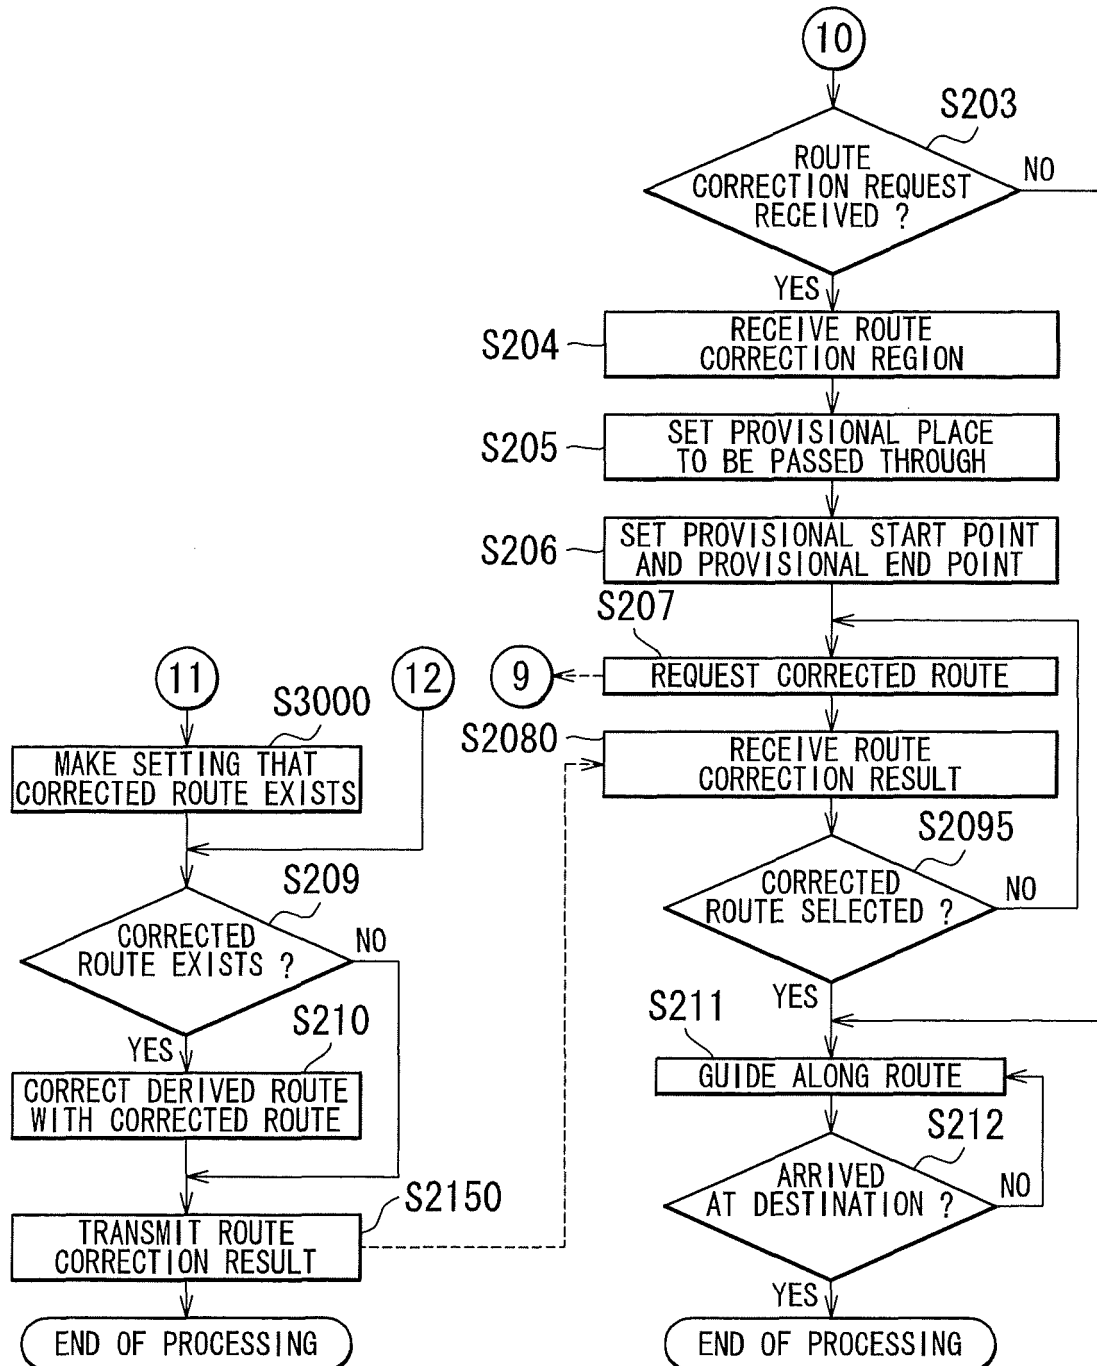 10
S203
ROUTE
CORRECTION REQUEST
RECEIVED ?
NO
YES
S204
RECEIVE ROUTE
CORRECTION REGION
S205
SET PROVISIONAL PLACE
TO BE PASSED THROUGH
S206
SET PROVISIONAL START POINT
AND PROVISIONAL END POINT
S207
9
REQUEST CORRECTED ROUTE
S2080
RECEIVE ROUTE
CORRECTION RESULT
S2095
CORRECTED
ROUTE SELECTED ?
NO
YES
S211
GUIDE ALONG ROUTE
S212
ARRIVED
AT DESTINATION ?
NO
YES
END OF PROCESSING
11
12
S3000
MAKE SETTING THAT
CORRECTED ROUTE EXISTS
S209
CORRECTED
ROUTE EXISTS ?
NO
YES
S210
CORRECT DERIVED ROUTE
WITH CORRECTED ROUTE
S2150
TRANSMIT ROUTE
CORRECTION RESULT
END OF PROCESSING